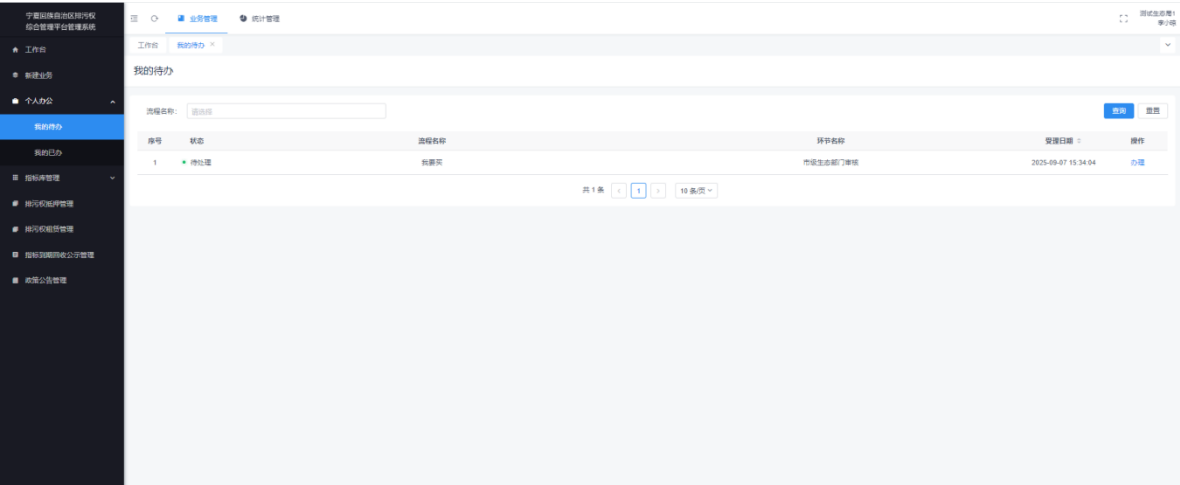 宁夏回族自治区排污权
综合管理平台管理系统
业务管理
统计管理
测试生态局1
工作台
我的待办 ×
工作台
新建业务
个人办公
我的待办
我的已办
指标库管理
排污权抵押管理
排污权租赁管理
指标到期回收公示管理
政策公告管理
我的待办
流程名称： 请选择
查询 重置
序号 状态 流程名称 环节名称 管理日期 操作
1 待处理 我要买 市级生态部门审核 2025-09-07 15:34:04 办理
共 1 条 < 1 > 10 条/页